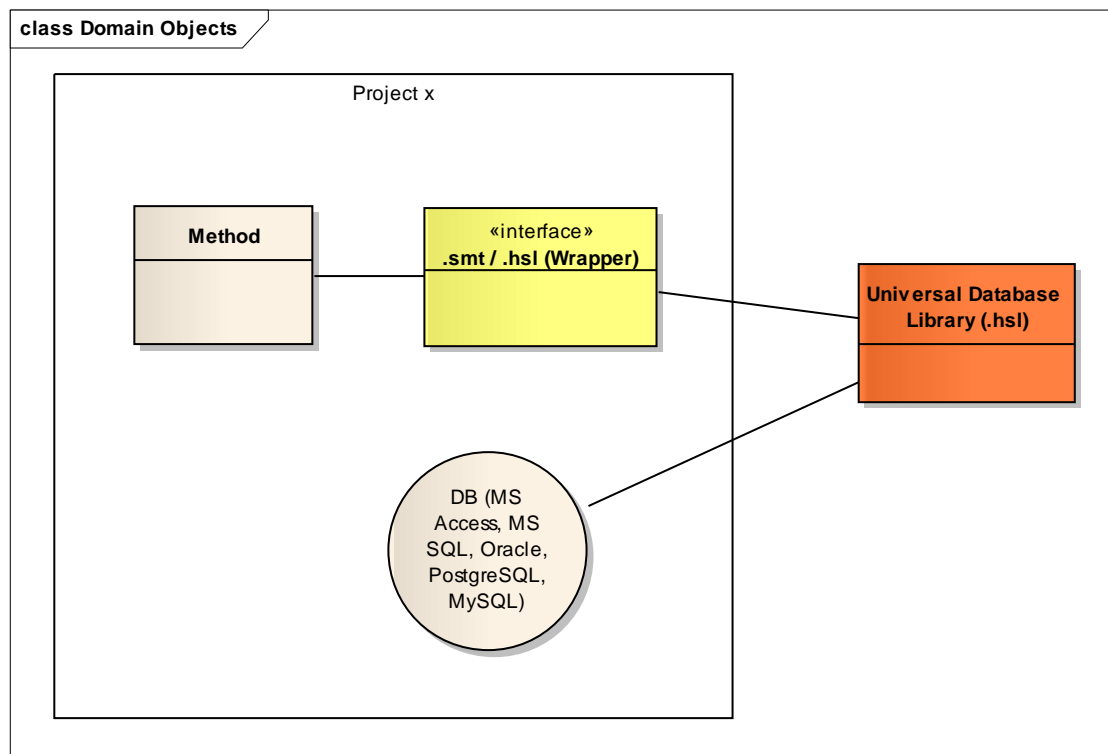 class Domain Objects
Project x
Method
«interface»
.smt / .hsl (Wrapper)
Universal Database
Library (.hsl)
DB (MS
Access, MS
SQL, Oracle,
PostgreSQL,
MySQL)